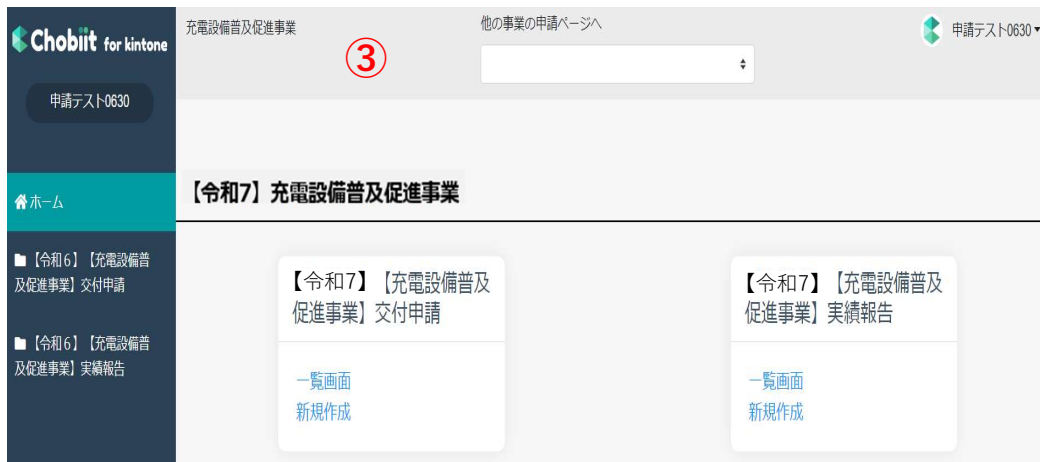 Chobiit for kintone
申請テスト0630
ホーム
【令和6】【充電設備普
及促進事業】交付申請
【令和6】【充電設備普
及促進事業】実績報告
充電設備普及促進事業
③
他の事業の申請ページへ
申請テスト0630
【令和7】充電設備普及促進事業
【令和7】【充電設備普及
促進事業】交付申請
一覧画面
新規作成
【令和7】【充電設備普及
促進事業】実績報告
一覧画面
新規作成